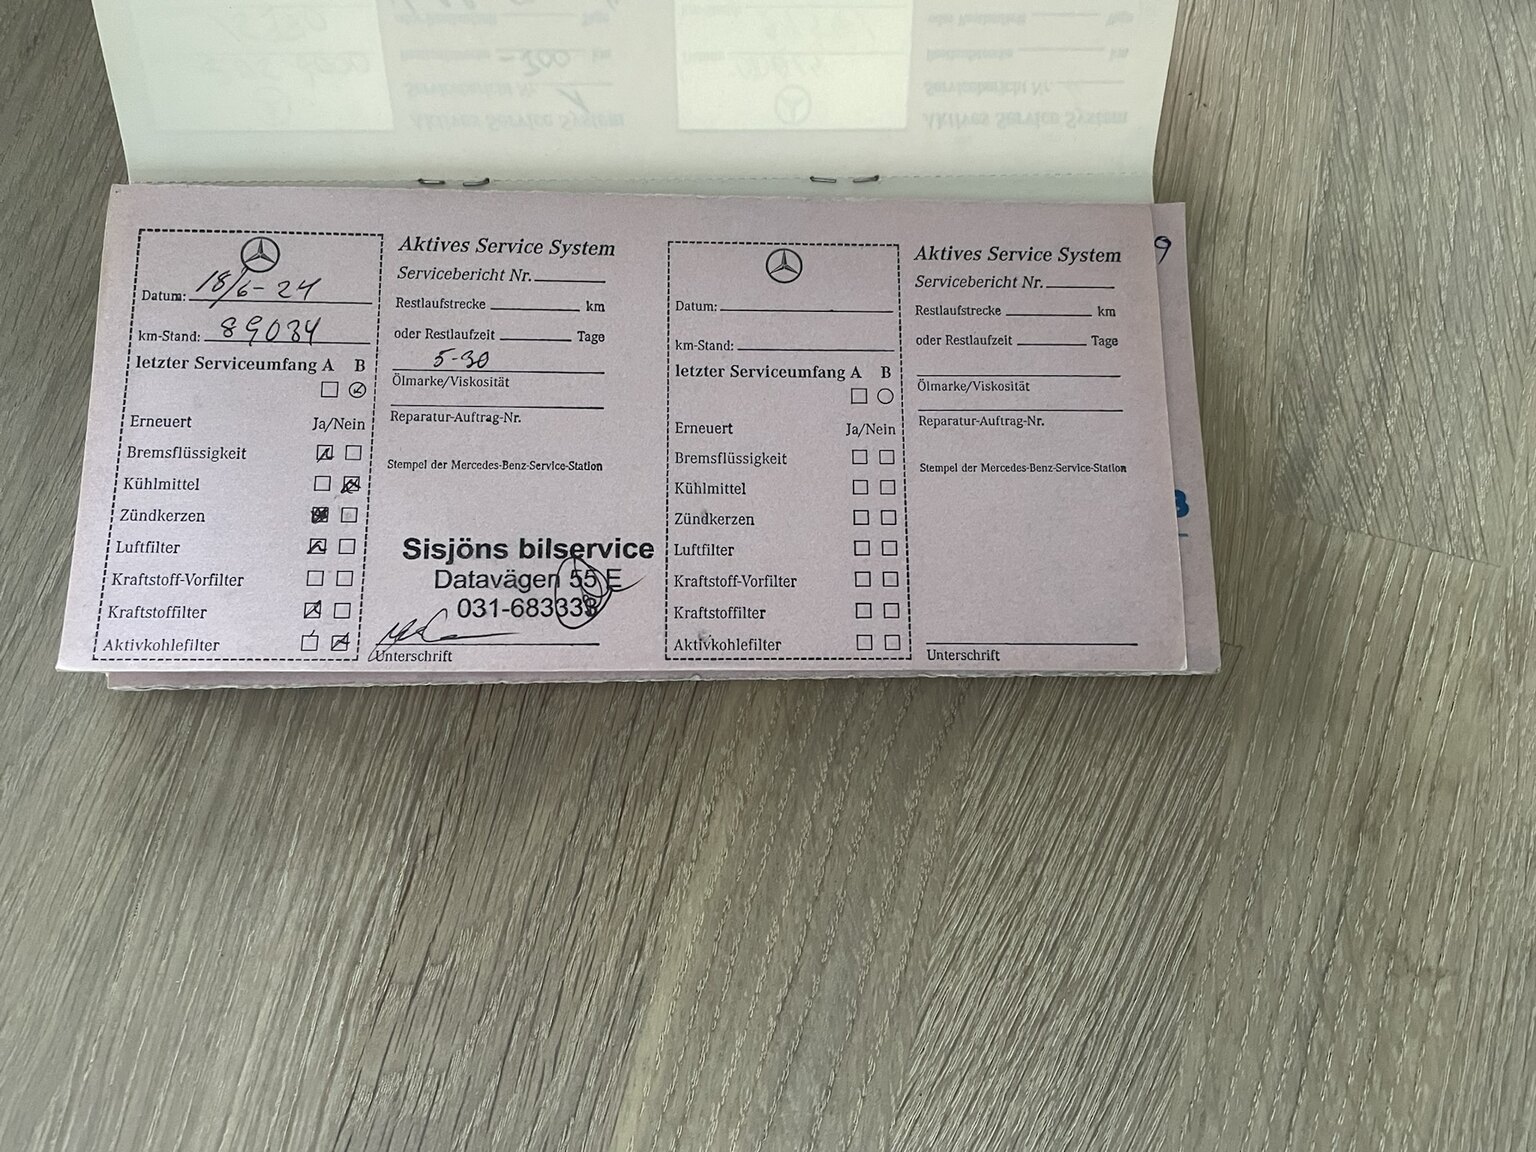 18/6-24
Datum:
km-Stand: 89034
letzter Serviceumfang A B
Erneuert Ja/Nein
Bremsflüssigkeit
Kühlmittel
Zündkerzen
Luftfilter
Kraftstoff-Vorfilter
Kraftstoffilter
Aktivkohlefilter
Aktives Service System
Servicebericht Nr.
Restlaufstrecke km
oder Restlaufzeit Tage
5-30
Ölmarke/Viskosität
Reparatur-Auftrag-Nr.
Stempel der Mercedes-Benz-Service-Station
Sisjöns bilservice
Datavägen 55 E
031-683333
Unterschrift
Datum:
km-Stand:
letzter Serviceumfang A B
Erneuert Ja/Nein
Bremsflüssigkeit
Kühlmittel
Zündkerzen
Luftfilter
Kraftstoff-Vorfilter
Kraftstoffilter
Aktivkohlefilter
Aktives Service System
Servicebericht Nr.
Restlaufstrecke km
oder Restlaufzeit Tage
Ölmarke/Viskosität
Reparatur-Auftrag-Nr.
Stempel der Mercedes-Benz-Service-Station
Unterschrift